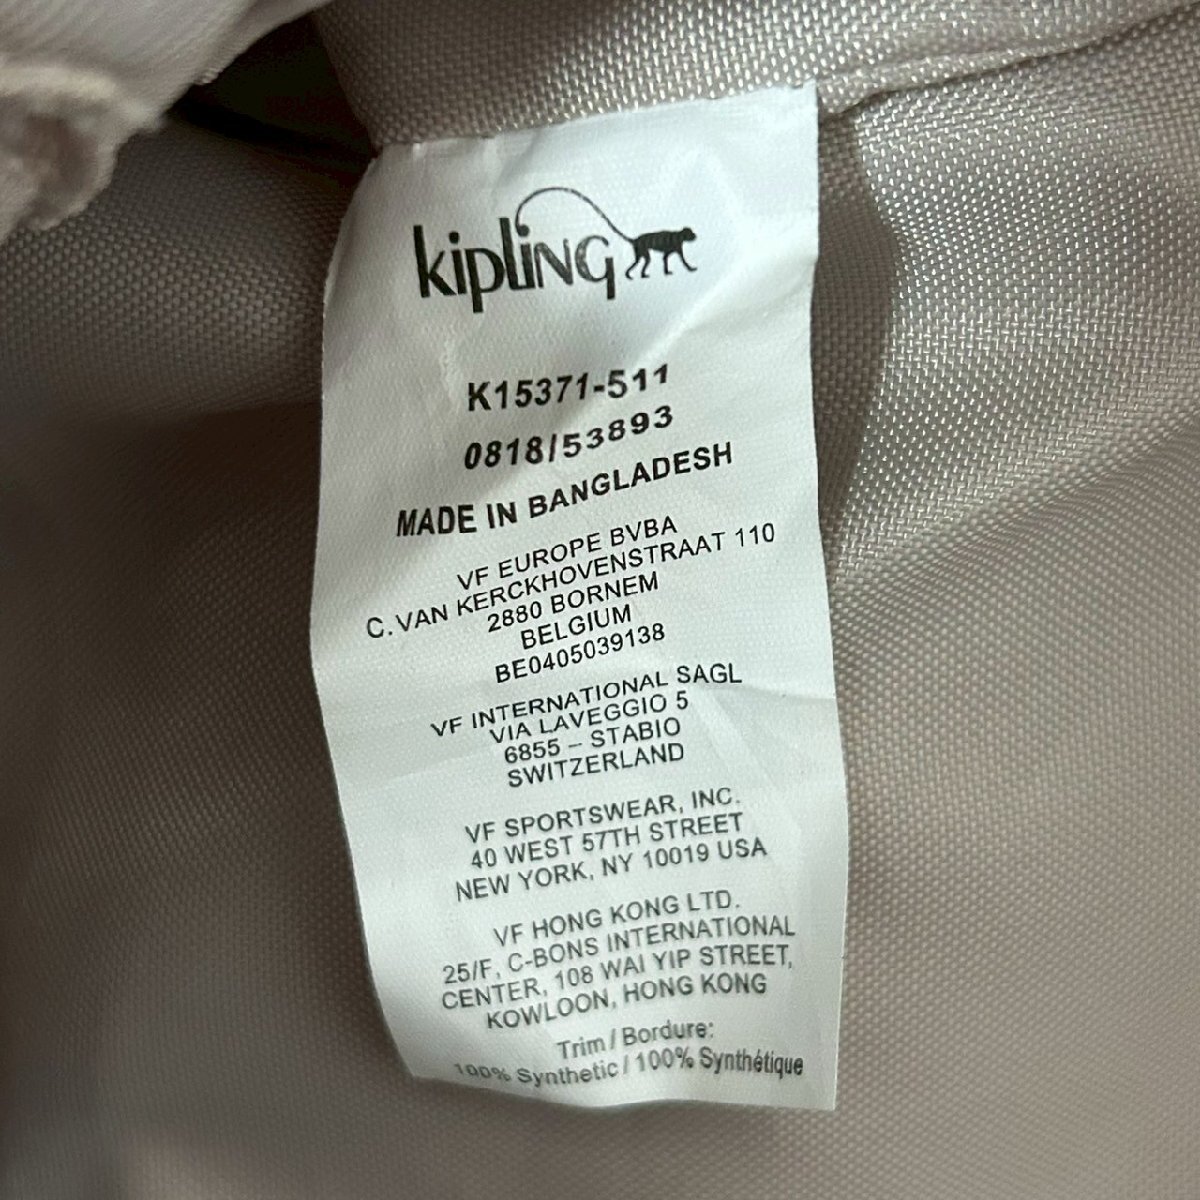 kipling
K15371-511
0818/53893
MADE IN BANGLADESH
VF EUROPE BVBA
C. VAN KERCKHOVENSTRAAT 110
2880 BORNEM
BELGIUM
BE0405039138
VF INTERNATIONAL SAGL
VIA LAVEGGIO 5
6855 – STABIO
SWITZERLAND
VF SPORTSWEAR, INC.
40 WEST 57TH STREET
NEW YORK, NY 10019 USA
VF HONG KONG LTD.
25/F, C-BONS INTERNATIONAL
CENTER, 108 WAI YIP STREET,
KOWLOON, HONG KONG
Trim / Bordure:
100% Synthetic / 100% Synthétique